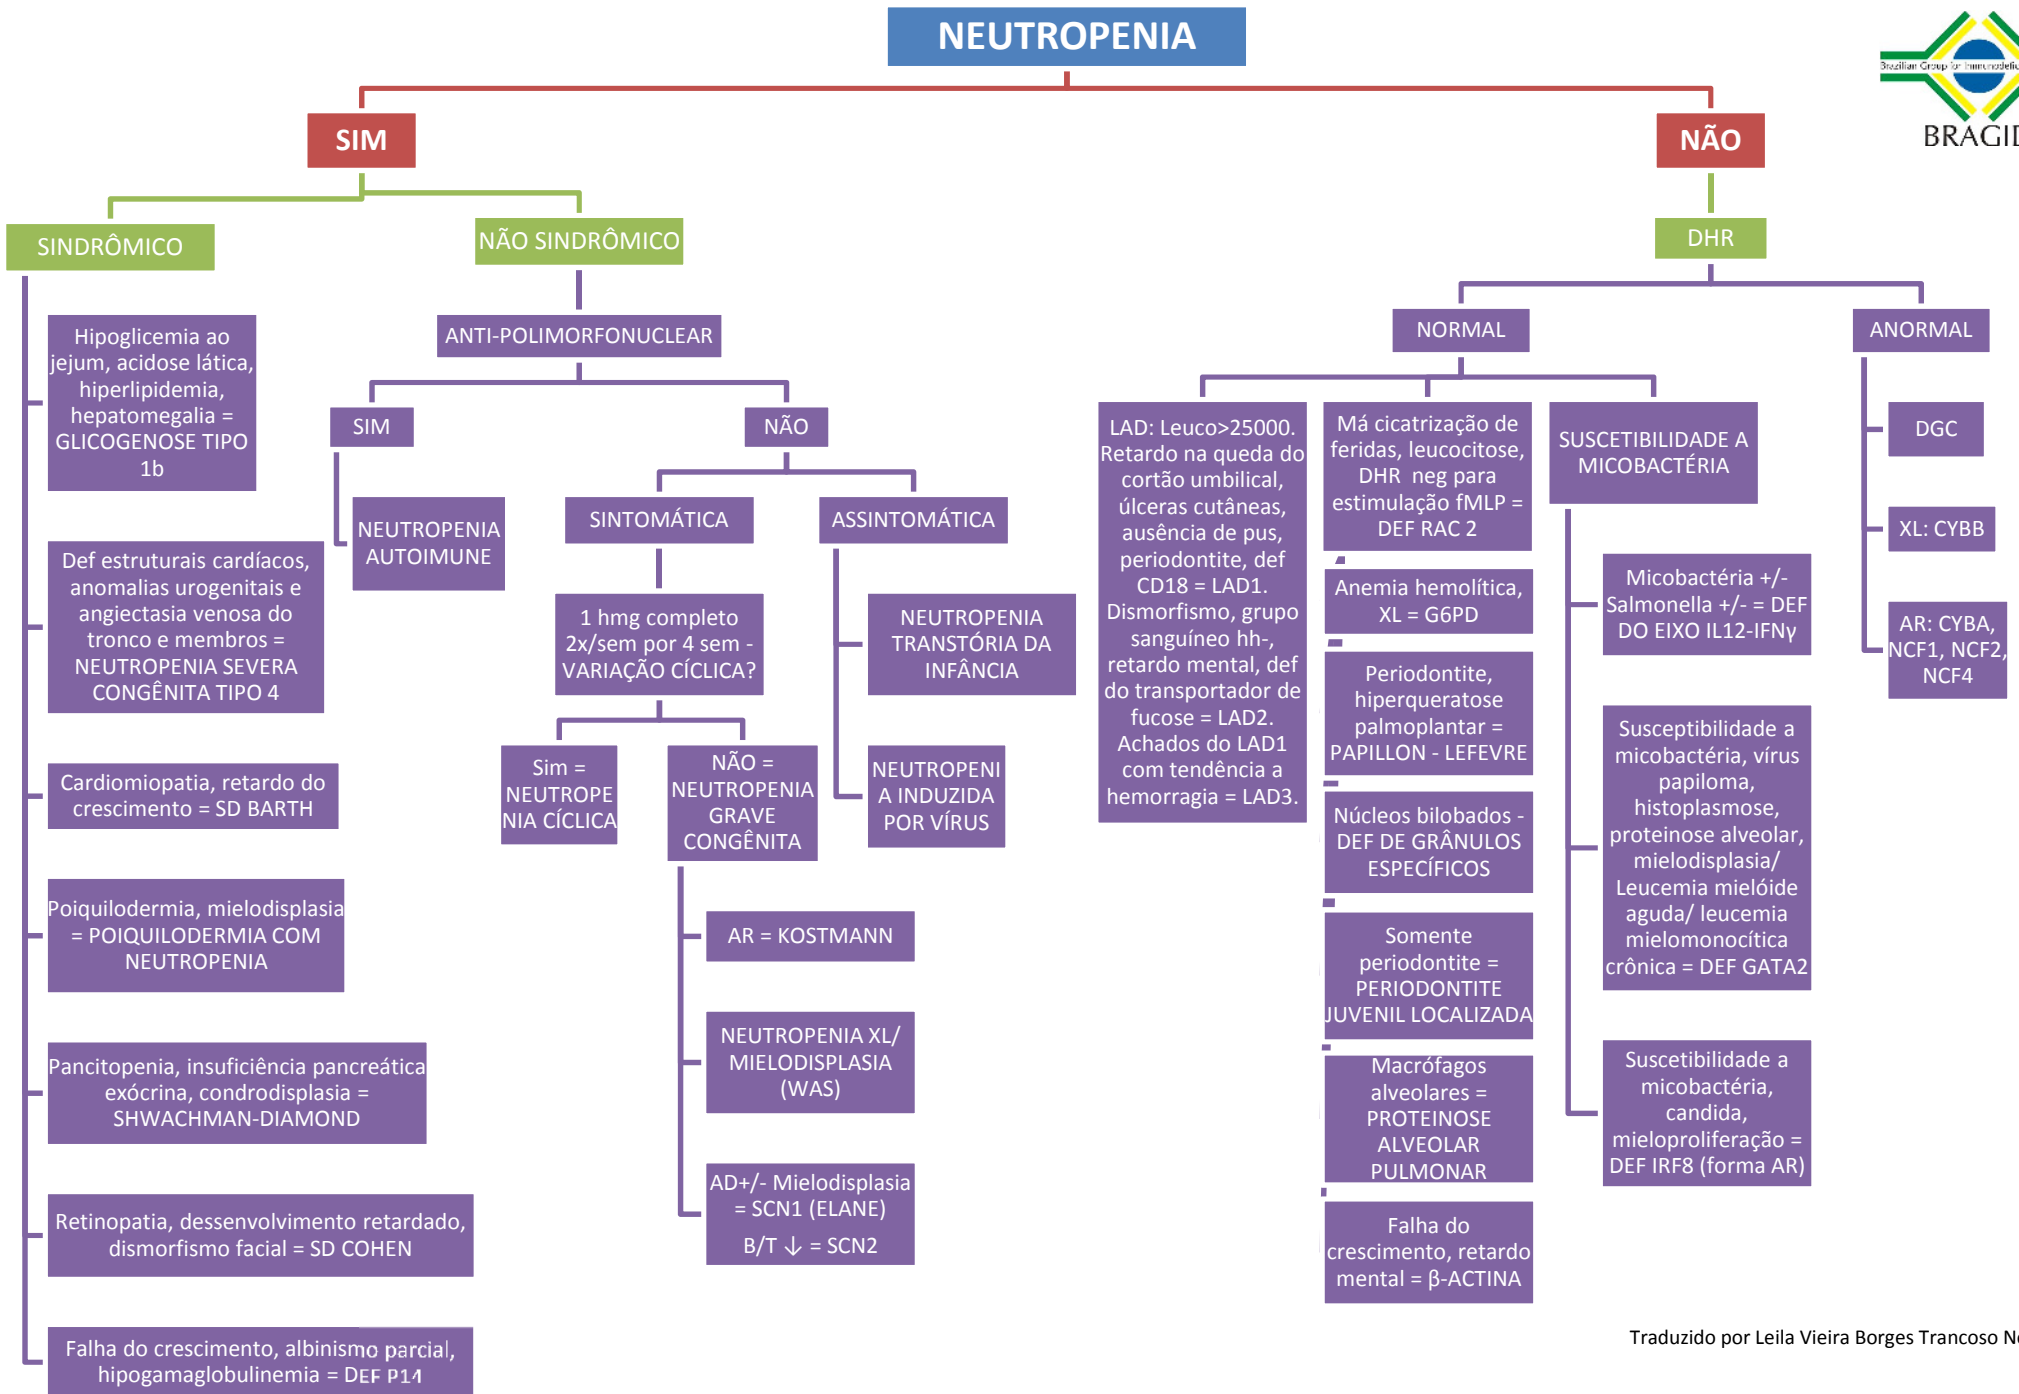 NEUTROPENIA
Brazilian Group for
BRAGID
SIM
NÃO
SINDRÔMICO
NÃO SINDRÔMICO
DHR
Hipoglicemia ao
jejum, acidose lática,
hiperlipidemia,
hepatomegalia =
GLICOGENOSE TIPO
1b
Def estruturais cardíacos,
anomalias urogenitais e
angiectasia venosa do
tronco e membros =
NEUTROPENIA SEVERA
CONGÊNITA TIPO 4
Cardiomiopatia, retardo do
crescimento = SD BARTH
Poiquilodermia, mielodisplasia
= POIQUILODERMIA COM
NEUTROPENIA
Pancitopenia, insuficiência pancreática
exócrina, condrodisplasia =
SHWACHMAN-DIAMOND
Retinopatia, dessenvolvimento retardado,
dismorfismo facial = SD COHEN
Falha do crescimento, albinismo parcial,
hipogamaglobulinemia = DEF P14
ANTI-POLIMORFONUCLEAR
SIM
NÃO
NEUTROPENIA
AUTOIMUNE
SINTOMÁTICA
ASSINTOMÁTICA
1 hmg completo
2x/sem por 4 sem -
VARIAÇÃO CÍCLICA?
NEUTROPENIA
TRANSTÓRIA DA
INFÂNCIA
NEUTROPENI
A INDUZIDA
POR VÍRUS
Sim =
NEUTROPE
NIA CÍCLICA
NÃO =
NEUTROPENIA
GRAVE
CONGÊNITA
AR = KOSTMANN
NEUTROPENIA XL/
MIELODISPLASIA
(WAS)
AD+/- Mielodisplasia
= SCN1 (ELANE)
B/T ↓ = SCN2
NORMAL
ANORMAL
LAD: Leuco>25000.
Retardo na queda do
cortão umbilical,
úlceras cutâneas,
ausência de pus,
periodontite, def
CD18 = LAD1.
Dismorfismo, grupo
sanguíneo hh-,
retardo mental, def
do transportador de
fucose = LAD2.
Achados do LAD1
com tendência a
hemorragia = LAD3.
Má cicatrização de
feridas, leucocitose,
DHR neg para
estimulação fMLP =
DEF RAC 2
Anemia hemolítica,
XL = G6PD
Periodontite,
hiperqueratose
palmoplantar =
PAPILLON - LEFEVRE
Núcleos bilobados -
DEF DE GRÂNULOS
ESPECÍFICOS
Somente
periodontite =
PERIODONTITE
JUVENIL LOCALIZADA
Macrófagos
alveolares =
PROTEINOSE
ALVEOLAR
PULMONAR
Falha do
crescimento, retardo
mental = β-ACTINA
SUSCETIBILIDADE A
MICOBACTÉRIA
Micobactéria +/-
Salmonella +/- = DEF
DO EIXO IL12-IFNγ
Susceptibilidade a
micobactéria, vírus
papiloma,
histoplasmose,
proteinose alveolar,
mielodisplasia/
Leucemia mielóide
aguda/ leucemia
mielomonocítica
crônica = DEF GATA2
Suscetibilidade a
micobactéria,
candida,
mieloproliferação =
DEF IRF8 (forma AR)
DGC
XL: CYBB
AR: CYBA,
NCF1, NCF2,
NCF4
Traduzido por Leila Vieira Borges Trancoso